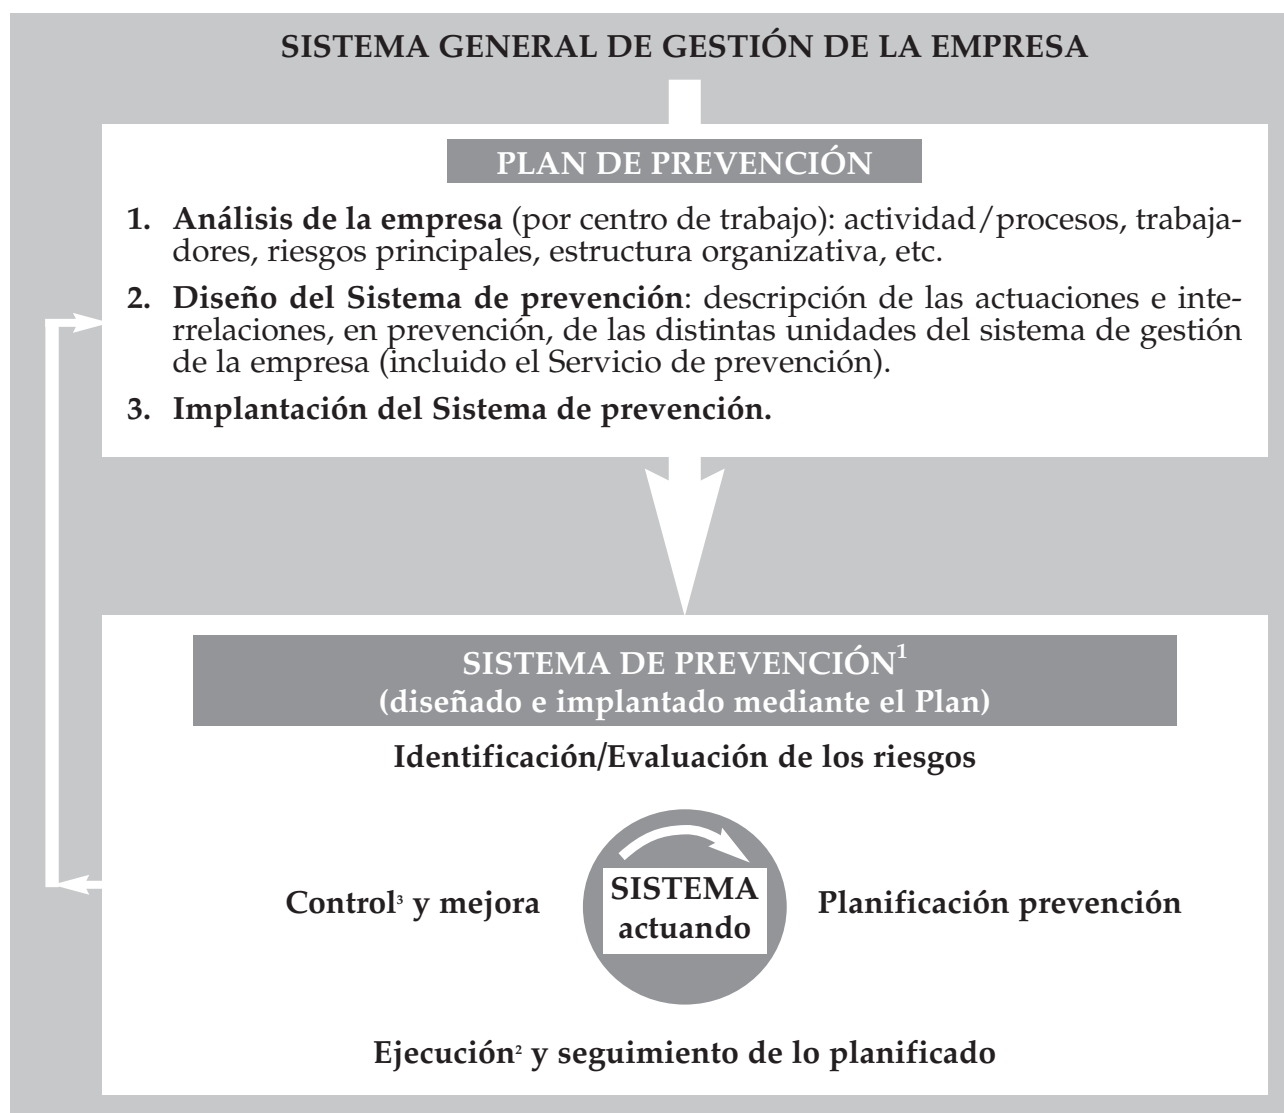 SISTEMA GENERAL DE GESTIÓN DE LA EMPRESA
PLAN DE PREVENCIÓN
1. Análisis de la empresa (por centro de trabajo): actividad/procesos, trabaja-
dores, riesgos principales, estructura organizativa, etc.
2. Diseño del Sistema de prevención: descripción de las actuaciones e inte-
rrelaciones, en prevención, de las distintas unidades del sistema de gestión
de la empresa (incluido el Servicio de prevención).
3. Implantación del Sistema de prevención.
SISTEMA DE PREVENCIÓN¹
(diseñado e implantado mediante el Plan)
Identificación/Evaluación de los riesgos
Control³ y mejora
SISTEMA
actuando
Planificación prevención
Ejecución² y seguimiento de lo planificado